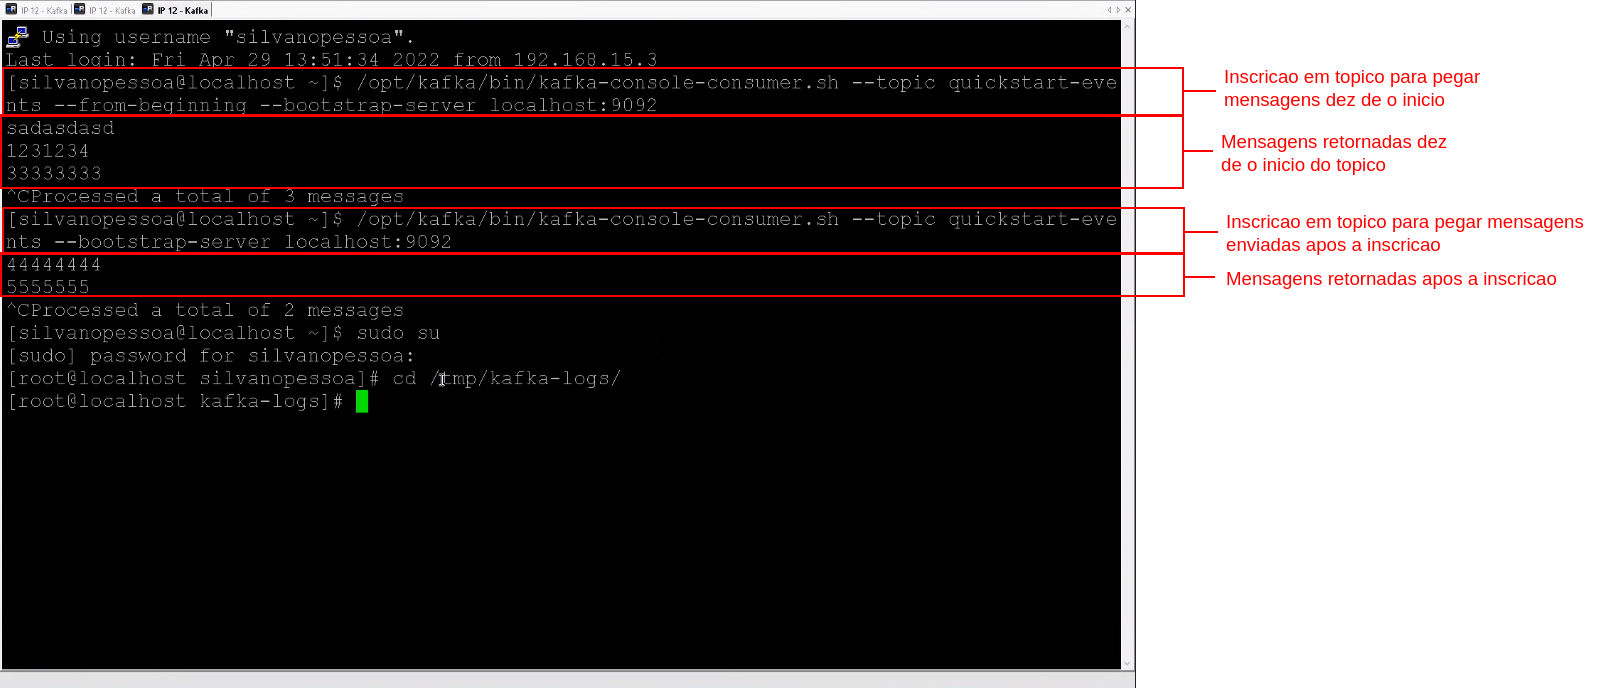 IP 12 - Kafka IP 12 - Kafka IP 12 - Kafka
Using username "silvanopessoa".
Last login: Fri Apr 29 13:51:34 2022 from 192.168.15.3
[silvanopessoa@localhost ~]$ /opt/kafka/bin/kafka-console-consumer.sh --topic quickstart-eve
nts --from-beginning --bootstrap-server localhost:9092
Inscricao em topico para pegar
mensagens dez de o inicio
sadasdasd
1231234
33333333
Mensagens retornadas dez
de o inicio do topico
^CProcessed a total of 3 messages
[silvanopessoa@localhost ~]$ /opt/kafka/bin/kafka-console-consumer.sh --topic quickstart-eve
nts --bootstrap-server localhost:9092
Inscricao em topico para pegar mensagens
enviadas apos a inscricao
44444444
5555555
Mensagens retornadas apos a inscricao
^CProcessed a total of 2 messages
[silvanopessoa@localhost ~]$ sudo su
[sudo] password for silvanopessoa:
[root@localhost silvanopessoa]# cd /tmp/kafka-logs/
[root@localhost kafka-logs]#